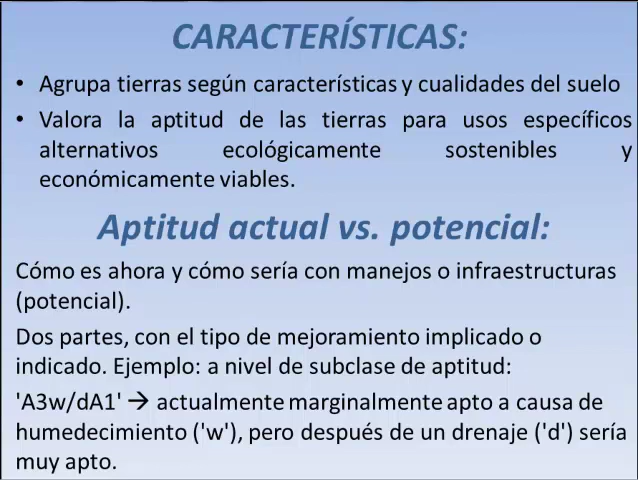 CARACTERÍSTICAS:
• Agrupa tierras según características y cualidades del suelo
• Valora la aptitud de las tierras para usos específicos
alternativos ecológicamente sostenibles y
económicamente viables.
Aptitud actual vs. potencial:
Cómo es ahora y cómo sería con manejos o infraestructuras
(potencial).
Dos partes, con el tipo de mejoramiento implicado o
indicado. Ejemplo: a nivel de subclase de aptitud:
'A3w/dA1' → actualmente marginalmente apto a causa de
humedecimiento ('w'), pero después de un drenaje ('d') sería
muy apto.